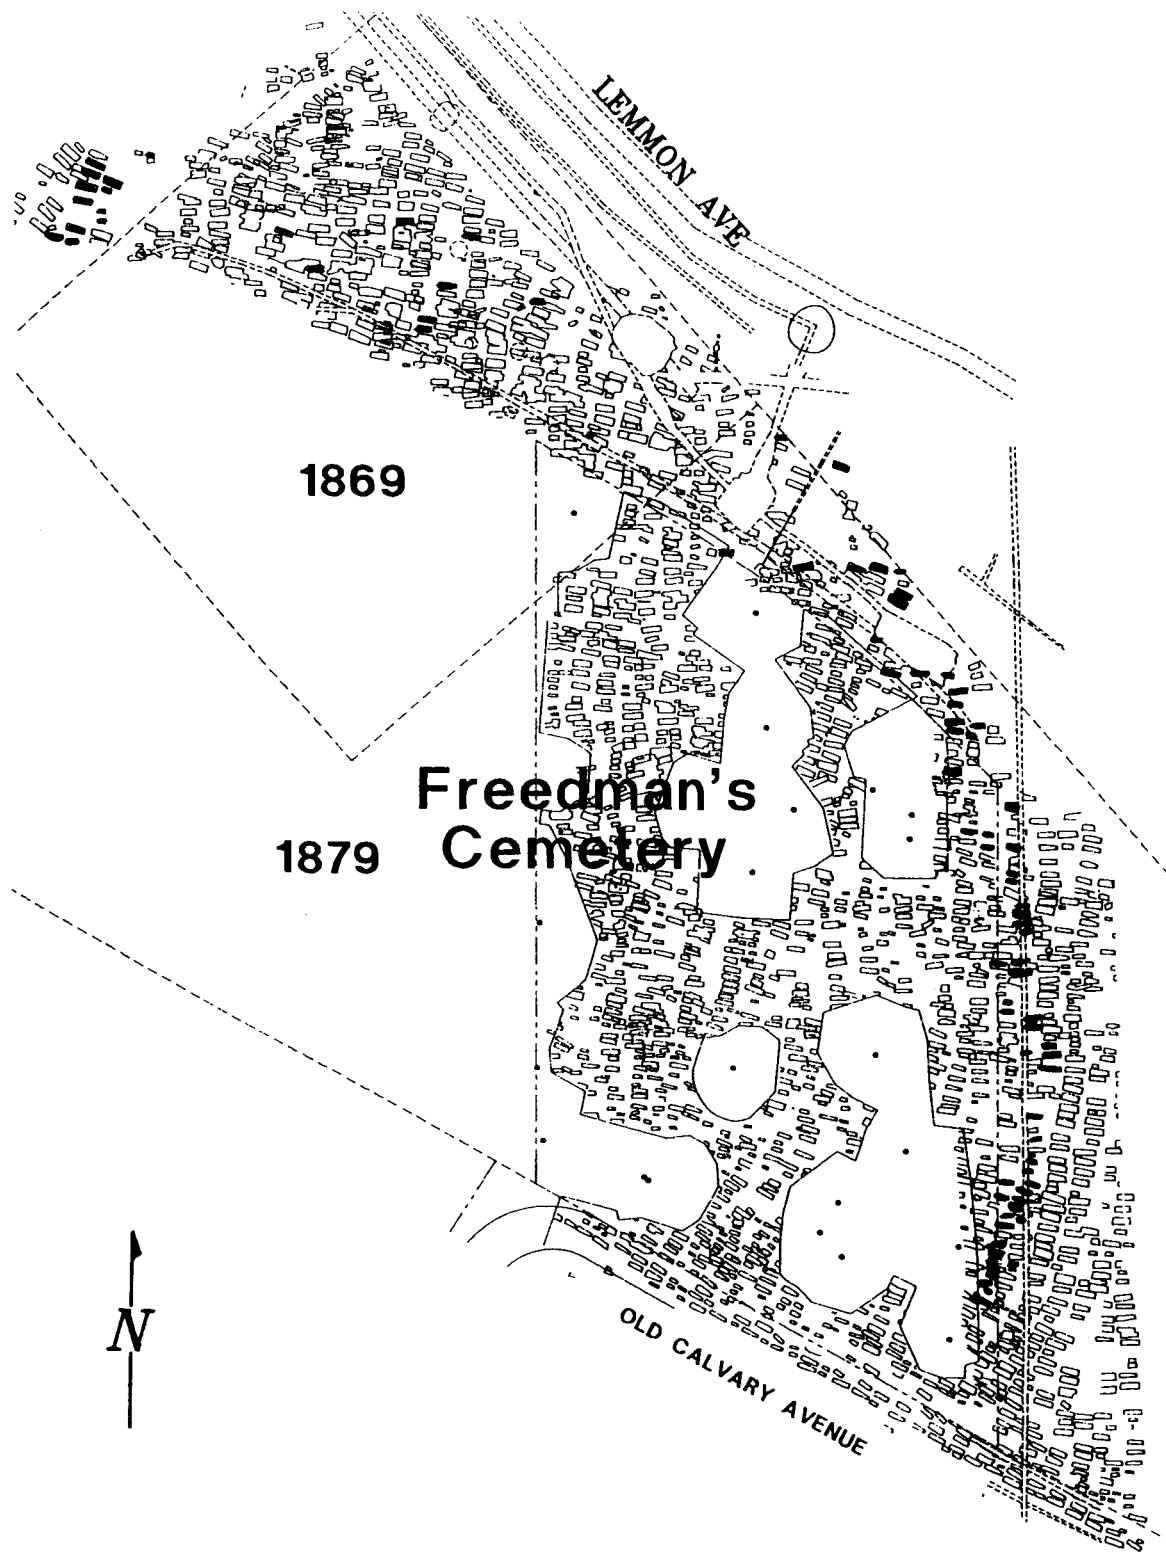 LEMMON AVE
1869
Freedman's
Cemetery
1879
N
OLD CALVARY AVENUE